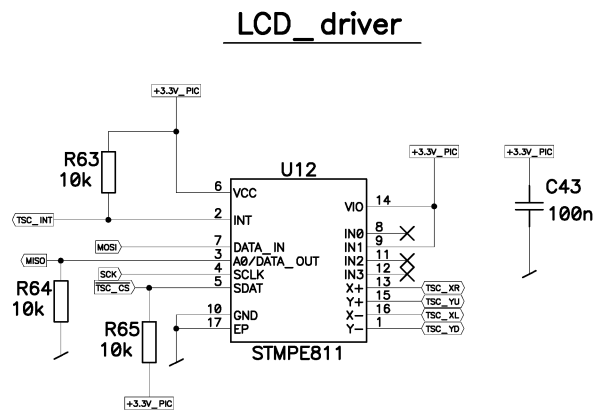 LCD_driver
+3.3V_PIC
R63
10k
U12
+3.3V_PIC
+3.3V_PIC
6 VCC
VIO 14
C43
100n
TSC_INT
2 INT
IN0 8
MOSI
7 DATA_IN
IN1 9
MISO
3 A0/DATA_OUT
IN2 11
SCK
4 SCLK
IN3 12
TSC_CS
5 SDAT
X+ 13 TSC_XR
R64
10k
Y+ 15 TSC_YU
10 GND
X- 16 TSC_XL
R65
10k
17 EP
Y- 1 TSC_YD
STMPE811
+3.3V_PIC